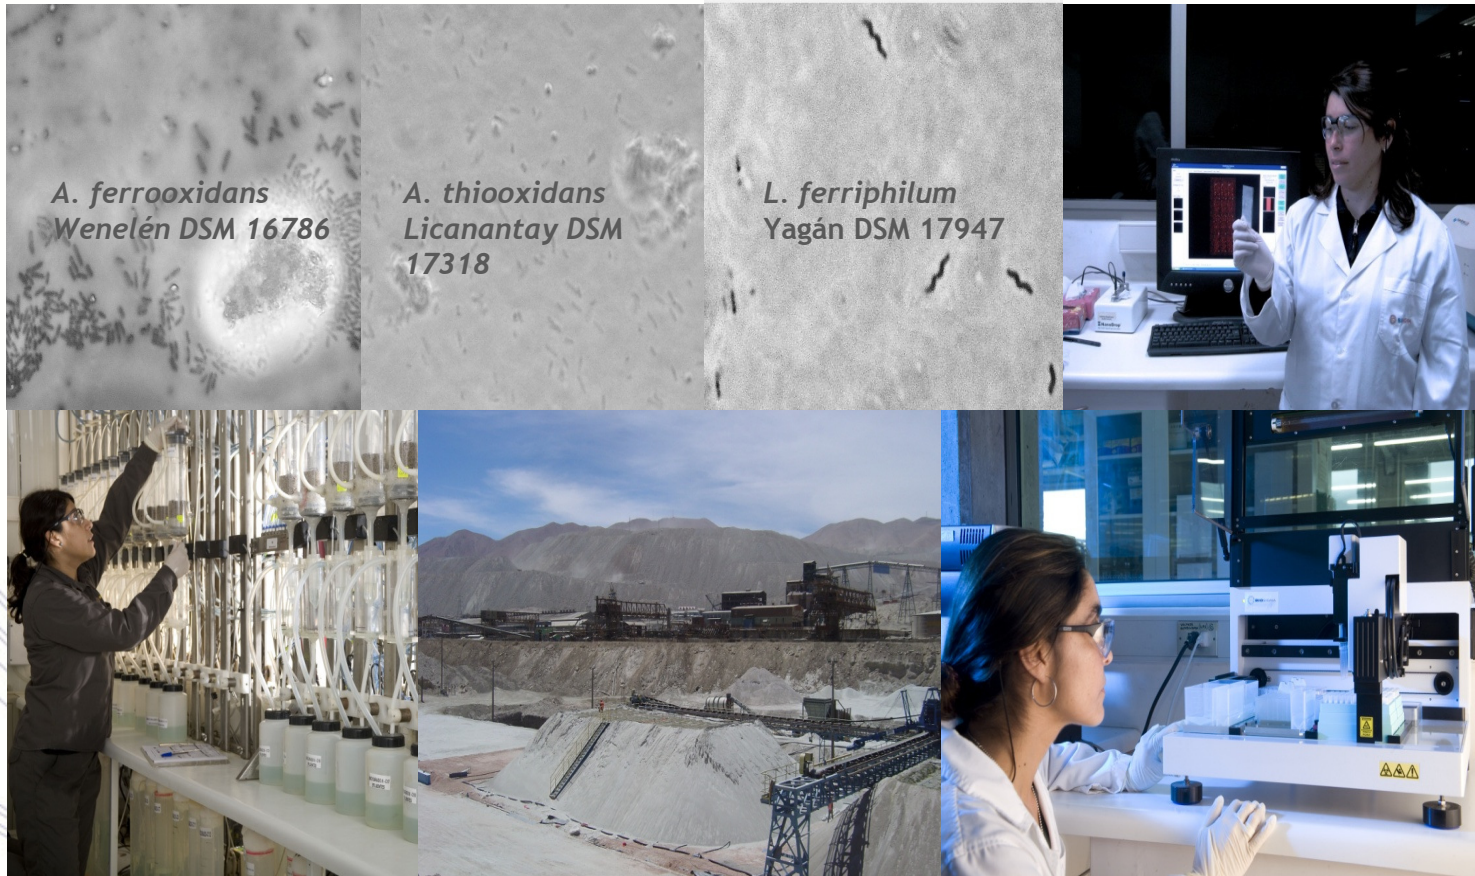 A. ferrooxidans
Wenelén DSM 16786
A. thiooxidans
Licanantay DSM
17318
L. ferriphilum
Yagán DSM 17947